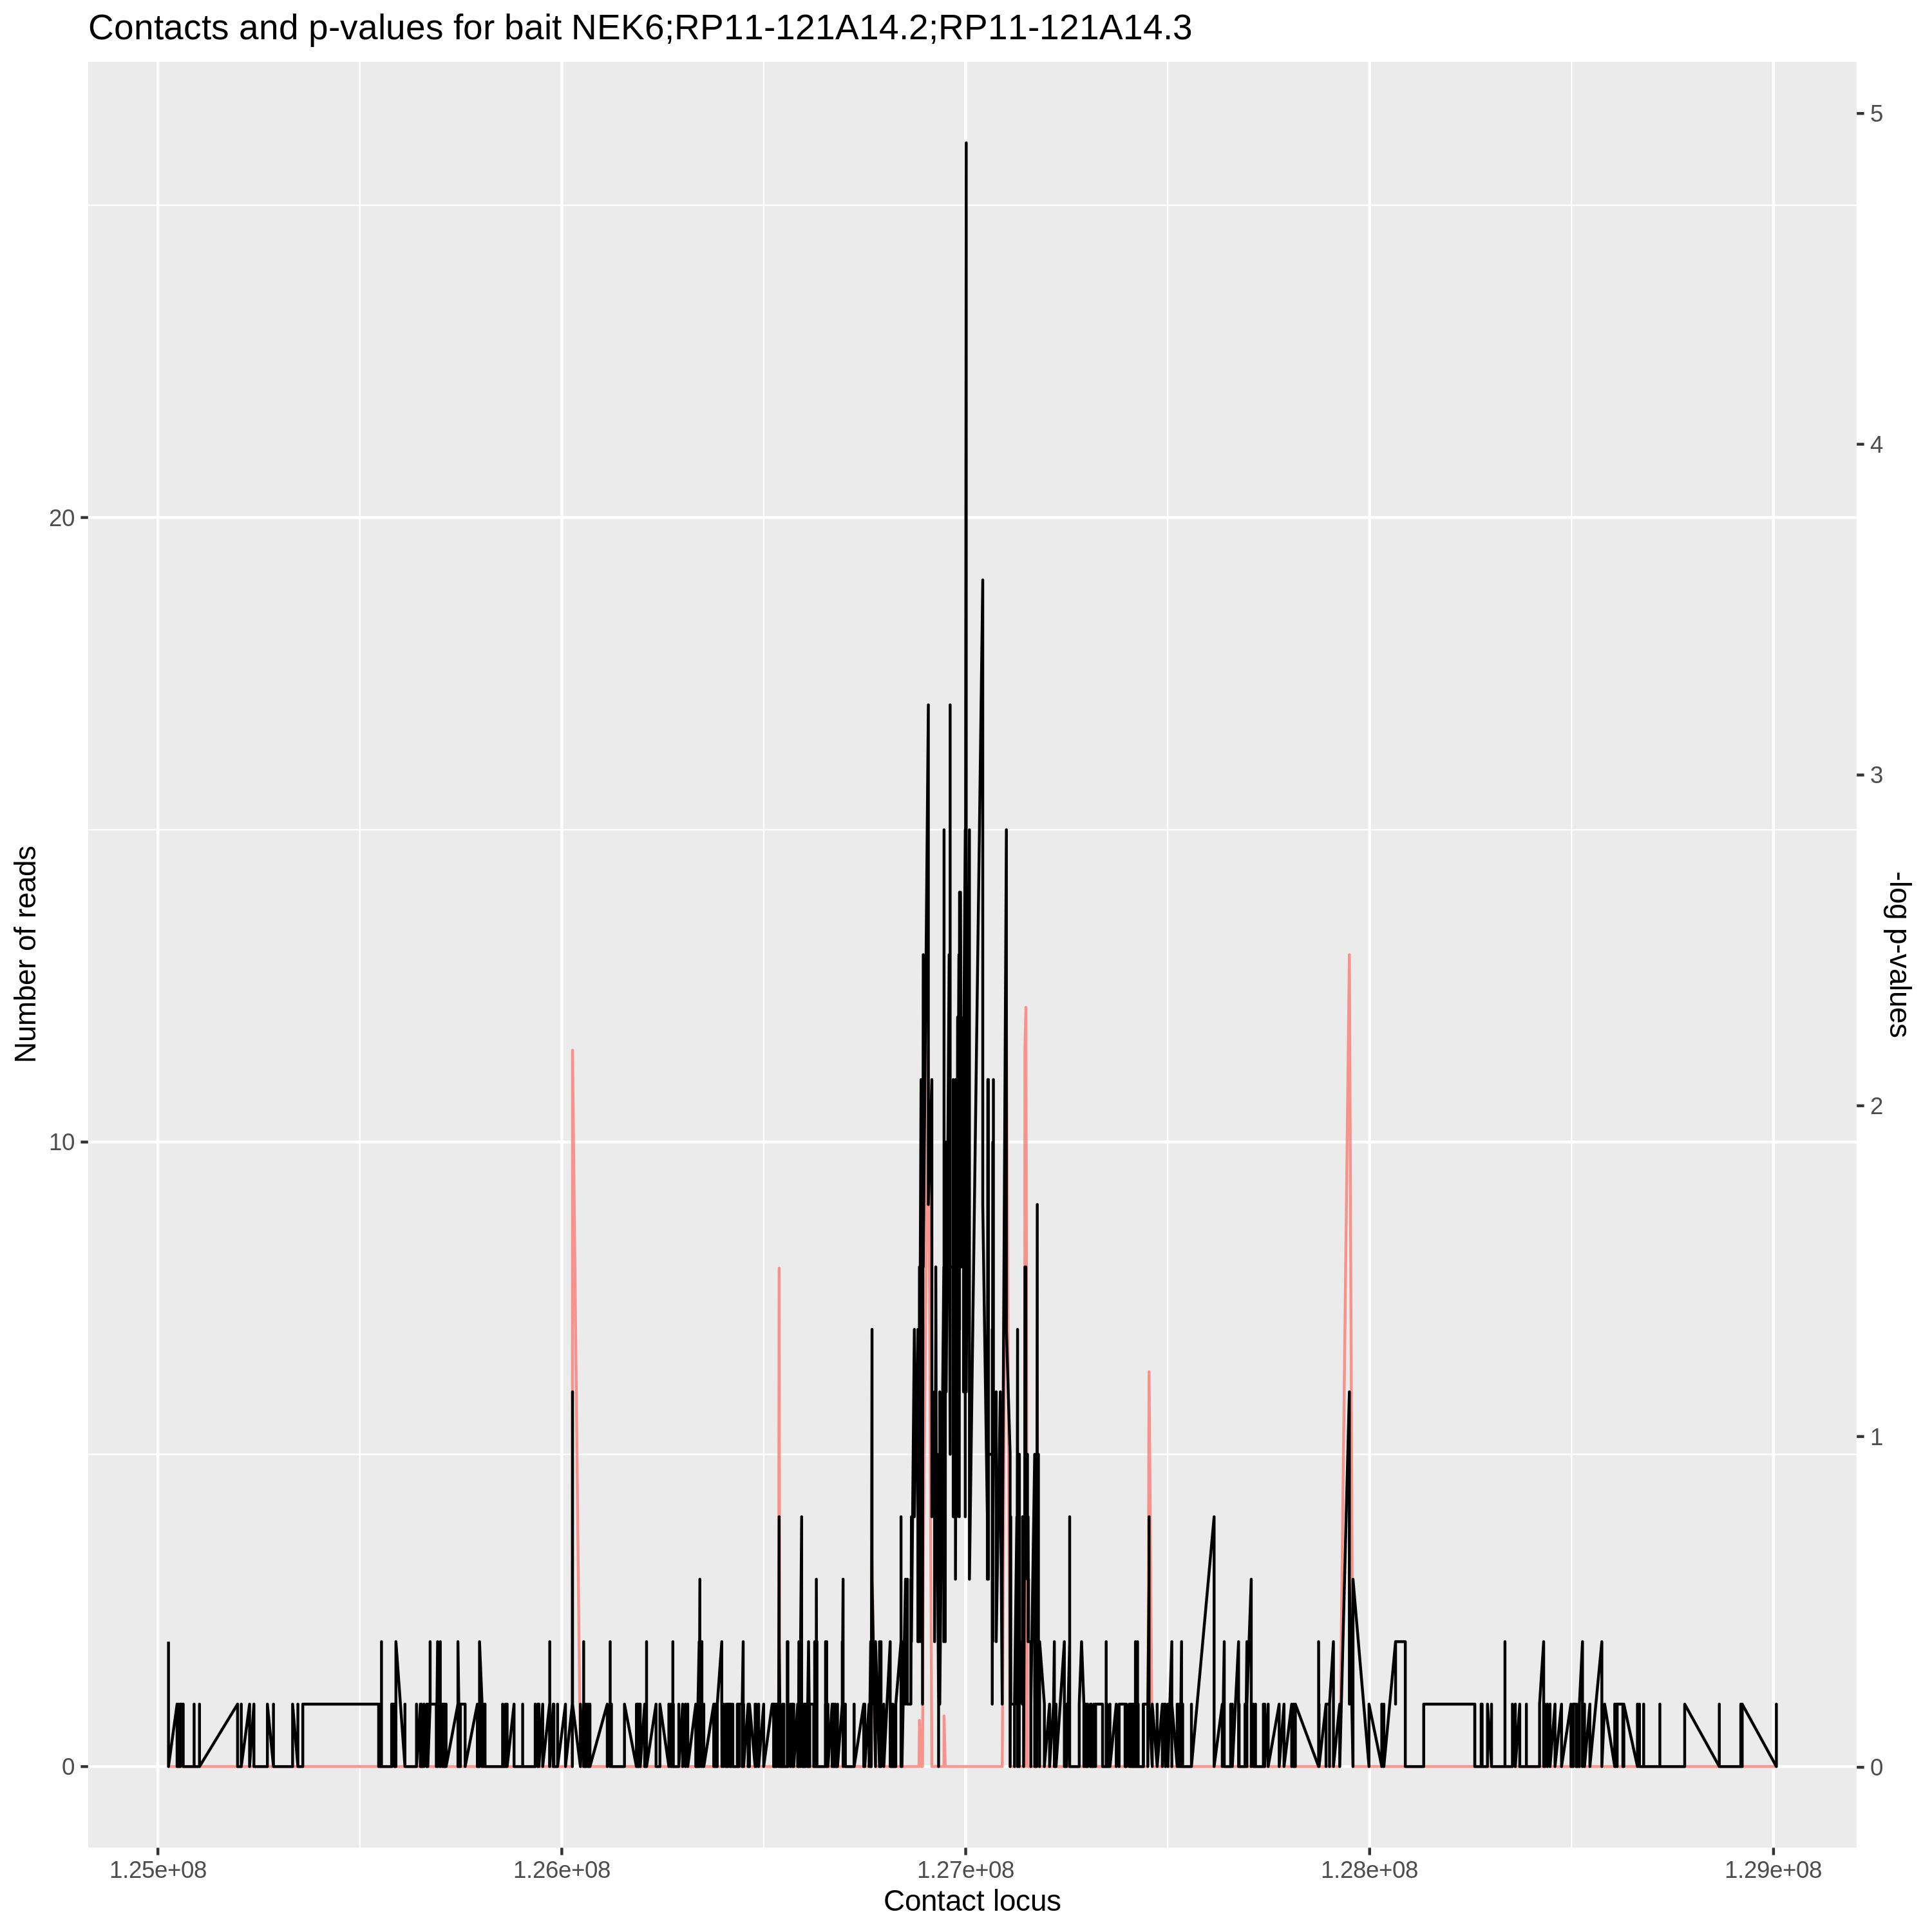 Contacts and p-values for bait NEK6;RP11-121A14.2;RP11-121A14.3
5
4
20
3
Number of reads
-log p-values
2
10
1
0
0
1.25e+08 1.26e+08 1.27e+08 1.28e+08 1.29e+08
Contact locus